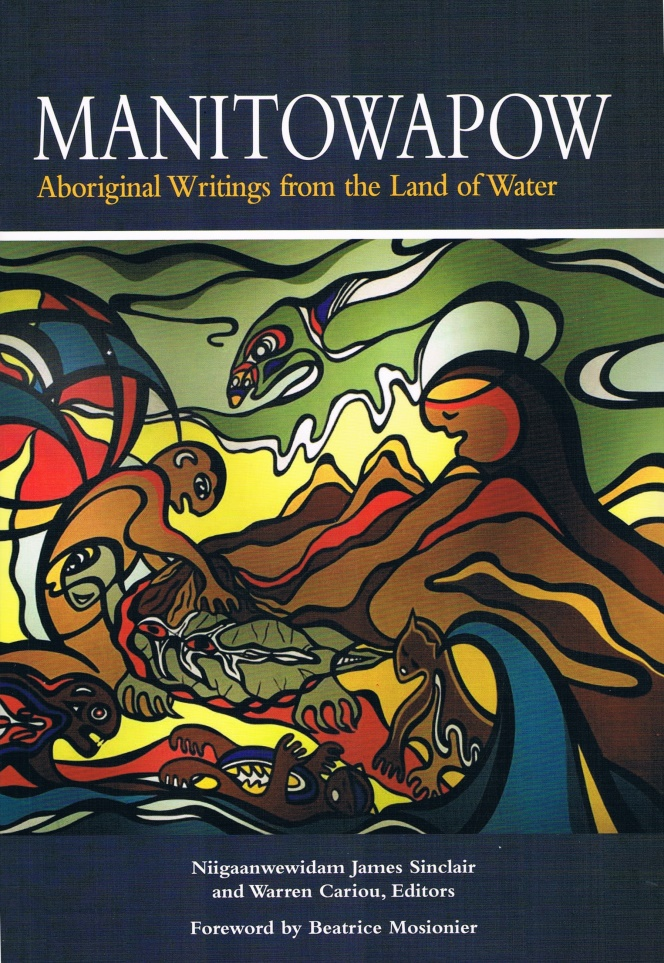 MANITOWAPOW
Aboriginal Writings from the Land of Water
Niigaanwewidam James Sinclair
and Warren Cariou, Editors
Foreword by Beatrice Mosionier